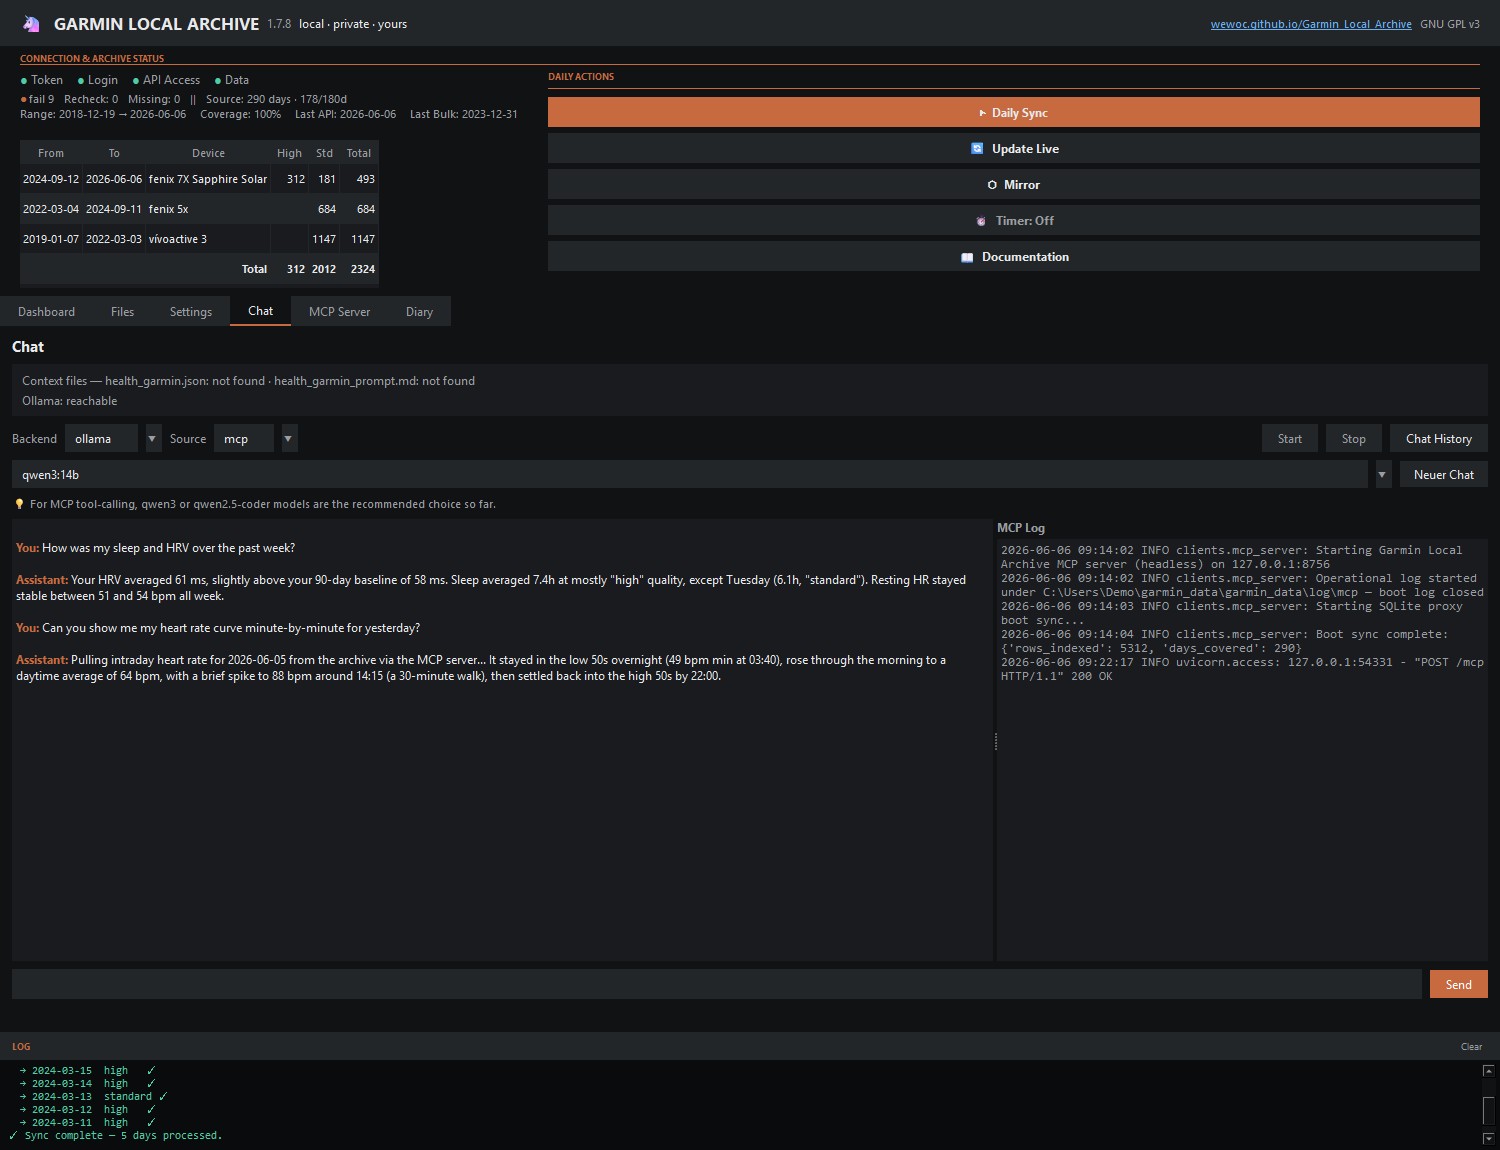 GARMIN LOCAL ARCHIVE 1.7.8 local · private · yours
wewoc.github.io/Garmin_Local_Archive GNU GPL v3
CONNECTION & ARCHIVE STATUS
● Token ● Login ● API Access ● Data
● fail 9 Recheck: 0 Missing: 0 || Source: 290 days · 178/180d
Range: 2018-12-19 → 2026-06-06 Coverage: 100% Last API: 2026-06-06 Last Bulk: 2023-12-31
From To Device High Std Total
2024-09-12 2026-06-06 fenix 7X Sapphire Solar 312 181 493
2022-03-04 2024-09-11 fenix 5x 684 684
2019-01-07 2022-03-03 vívoactive 3 1147 1147
Total 312 2012 2324
DAILY ACTIONS
Daily Sync
Update Live
Mirror
Timer: Off
Documentation
Dashboard Files Settings Chat MCP Server Diary
Chat
Context files — health_garmin.json: not found · health_garmin_prompt.md: not found
Ollama: reachable
Backend ollama Source mcp Start Stop Chat History
qwen3:14b Neuer Chat
For MCP tool-calling, qwen3 or qwen2.5-coder models are the recommended choice so far.
You: How was my sleep and HRV over the past week?
Assistant: Your HRV averaged 61 ms, slightly above your 90-day baseline of 58 ms. Sleep averaged 7.4h at mostly "high" quality, except Tuesday (6.1h, "standard"). Resting HR stayed
stable between 51 and 54 bpm all week.
You: Can you show me my heart rate curve minute-by-minute for yesterday?
Assistant: Pulling intraday heart rate for 2026-06-05 from the archive via the MCP server... It stayed in the low 50s overnight (49 bpm min at 03:40), rose through the morning to a
daytime average of 64 bpm, with a brief spike to 88 bpm around 14:15 (a 30-minute walk), then settled back into the high 50s by 22:00.
MCP Log
2026-06-06 09:14:02 INFO clients.mcp_server: Starting Garmin Local
Archive MCP server (headless) on 127.0.0.1:8756
2026-06-06 09:14:02 INFO clients.mcp_server: Operational log started
under C:\Users\Demo\garmin_data\garmin_data\log\mcp — boot log closed
2026-06-06 09:14:03 INFO clients.mcp_server: Starting SQLite proxy
boot sync...
2026-06-06 09:14:04 INFO clients.mcp_server: Boot sync complete:
{'rows_indexed': 5312, 'days_covered': 290}
2026-06-06 09:22:17 INFO uvicorn.access: 127.0.0.1:54331 - "POST /mcp
HTTP/1.1" 200 OK
Send
LOG Clear
→ 2024-03-15 high ✓
→ 2024-03-14 high ✓
→ 2024-03-13 standard ✓
→ 2024-03-12 high ✓
→ 2024-03-11 high ✓
✓ Sync complete — 5 days processed.